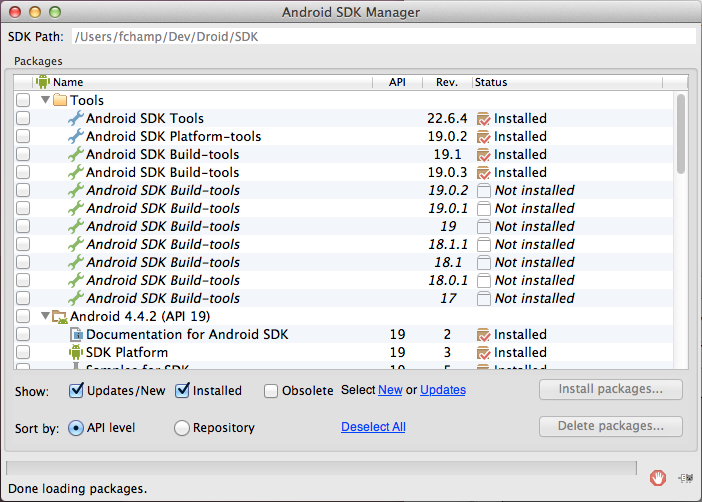 Android SDK Manager
SDK Path: /Users/fchamp/Dev/Droid/SDK
Packages
Name API Rev. Status
Tools
Android SDK Tools 22.6.4 Installed
Android SDK Platform-tools 19.0.2 Installed
Android SDK Build-tools 19.1 Installed
Android SDK Build-tools 19.0.3 Installed
Android SDK Build-tools 19.0.2 Not installed
Android SDK Build-tools 19.0.1 Not installed
Android SDK Build-tools 19 Not installed
Android SDK Build-tools 18.1.1 Not installed
Android SDK Build-tools 18.1 Not installed
Android SDK Build-tools 18.0.1 Not installed
Android SDK Build-tools 17 Not installed
Android 4.4.2 (API 19)
Documentation for Android SDK 19 2 Installed
SDK Platform 19 3 Installed
Samples for SDK 19 5 Installed
Show: Updates/New Installed Obsolete Select New or Updates Install packages...
Sort by: API level Repository Deselect All Delete packages...
Done loading packages.